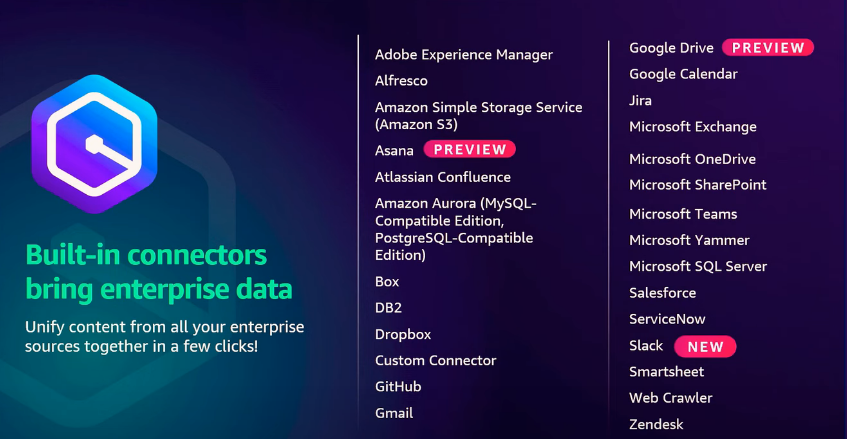 Built-in connectors
bring enterprise data
Unify content from all your enterprise
sources together in a few clicks!
Adobe Experience Manager
Alfresco
Amazon Simple Storage Service
(Amazon S3)
Asana PREVIEW
Atlassian Confluence
Amazon Aurora (MySQL-
Compatible Edition,
PostgreSQL-Compatible
Edition)
Box
DB2
Dropbox
Custom Connector
GitHub
Gmail
Google Drive PREVIEW
Google Calendar
Jira
Microsoft Exchange
Microsoft OneDrive
Microsoft SharePoint
Microsoft Teams
Microsoft Yammer
Microsoft SQL Server
Salesforce
ServiceNow
Slack NEW
Smartsheet
Web Crawler
Zendesk